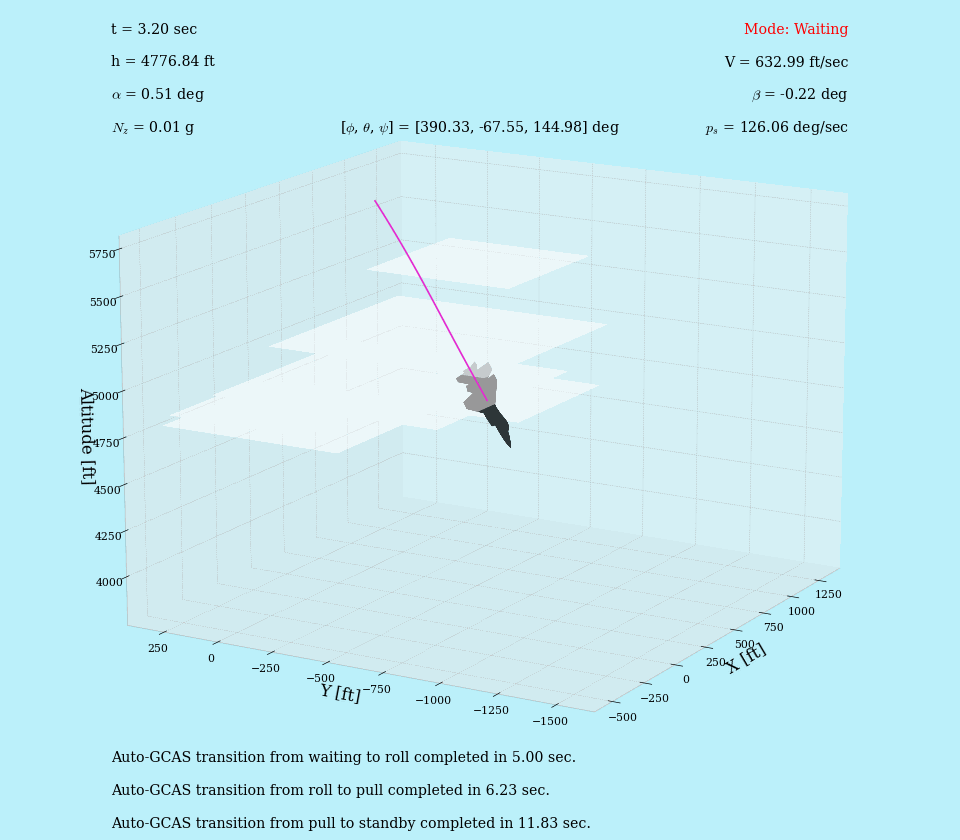 t = 3.20 sec
Mode: Waiting
h = 4776.84 ft
V = 632.99 ft/sec
α = 0.51 deg
β = -0.22 deg
N_z = 0.01 g
[ϕ, θ, ψ] = [390.33, -67.55, 144.98] deg
p_s = 126.06 deg/sec
5750
5500
5250
5000
4750
4500
4250
4000
Altitude [ft]
250
0
−250
−500
−750
−1000
−1250
−1500
Y [ft]
−500
−250
0
250
500
750
1000
1250
X [ft]
Auto-GCAS transition from waiting to roll completed in 5.00 sec.
Auto-GCAS transition from roll to pull completed in 6.23 sec.
Auto-GCAS transition from pull to standby completed in 11.83 sec.